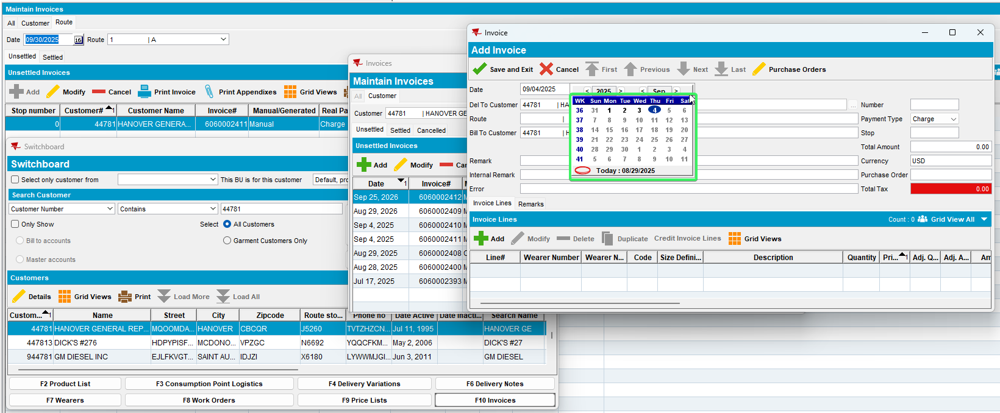 Maintain Invoices
All Customer Route
Date 09/30/2025 16 Route 1 | A
Unsettled Settled
Unsettled Invoices
Add Modify Cancel Print Invoice Print Appendixes Grid Views
Stop number Customer# 1 Customer Name Invoice# Manual/Generated Real Pa
0 44781 HANOVER GENERA... 6060002411 Manual Charge
Switchboard
Switchboard
Select only customer from This BU is for this customer Default, pro
Search Customer
Customer Number Contains 44781
Only Show Select All Customers
Bill to accounts Garment Customers Only
Master accounts
Customers
Details Grid Views Print Load More Load All
Custom... 1 Name Street City Zipcode Route sto... Phone no Date Active Date Inacti... Search Name
44781 HANOVER GENERAL REP... MQOOMDA... HANOVER CBCQR J5260 TVTZHZCN... Jul 11, 1995 HANOVER GE
447813 DICK'S #276 HDPYPISF... MCDONO... VPZGC N6692 YQQCFKM... May 2, 2006 DICK'S #27
944781 GM DIESEL INC EJLFKVGT... SAINT AU... IDJZI X6180 LYWWMJGI... Jun 3, 2011 GM DIESEL
F2 Product List F3 Consumption Point Logistics F4 Delivery Variations F6 Delivery Notes
F7 Wearers F8 Work Orders F9 Price Lists F10 Invoices
Invoices
Maintain Invoices
All Customer
Customer 44781 | HANOVER GE
Unsettled Settled Cancelled
Unsettled Invoices
Add Modify Can
Date 1 Invoice# M
Sep 25, 2026 6060002412 M
Aug 29, 2026 6060002409 M
Sep 4, 2025 6060002410 M
Sep 4, 2025 6060002411 M
Aug 29, 2025 6060002408 C
Aug 28, 2025 6060002400 M
Jul 17, 2025 6060002393 M
Invoice
Add Invoice
Save and Exit Cancel First Previous Next Last Purchase Orders
Date 09/04/2025 < 2025 > < Sep >
Del To Customer 44781 | HA ... Number
Route | Payment Type Charge
Bill To Customer 44781 | H Stop
Total Amount 0.00
Remark Currency USD
Internal Remark Purchase Order
Error Total Tax 0.00
WK Sun Mon Tue Wed Thu Fri Sat
36 31 1 2 3 4 5 6
37 7 8 9 10 11 12 13
38 14 15 16 17 18 19 20
39 21 22 23 24 25 26 27
40 28 29 30 1 2 3 4
41 5 6 7 8 9 10 11
Today : 08/29/2025
Invoice Lines Remarks
Invoice Lines Count : 0 Grid View All
Add Modify Delete Duplicate Credit Invoice Lines Grid Views
Line# Wearer Number Wearer N... Code Size Defini... Description Quantity Pri... 1 Adj. Q... Adj. A... Am